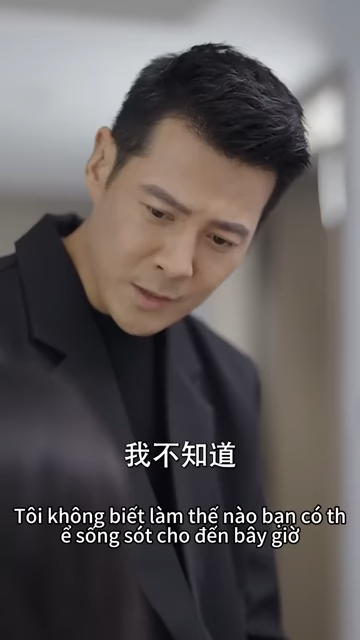 我不知道
Tôi không biết làm thế nào bạn có th
ể sống sót cho đến bây giờ